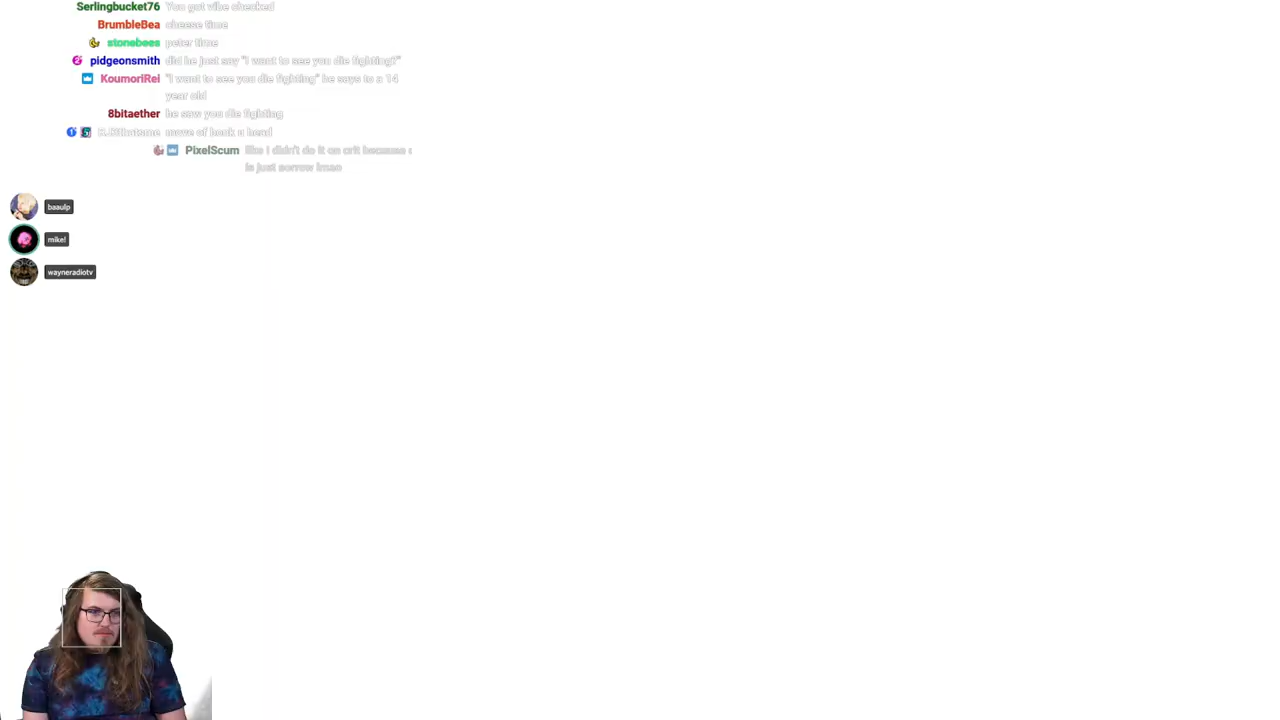 Serlingbucket76 You got vibe checked
BrumbleBea cheese time
stonebees peter time
pidgeonsmith did he just say "I want to see you die fighting?"
KoumoriRei "I want to see you die fighting" he says to a 14
year old
8bitaether he saw you die fighting
mowe of hook u head
PixelScum like I didn't do it on crit because c
is just sorrow lmao
baaulp
mike!
wayneradiotv